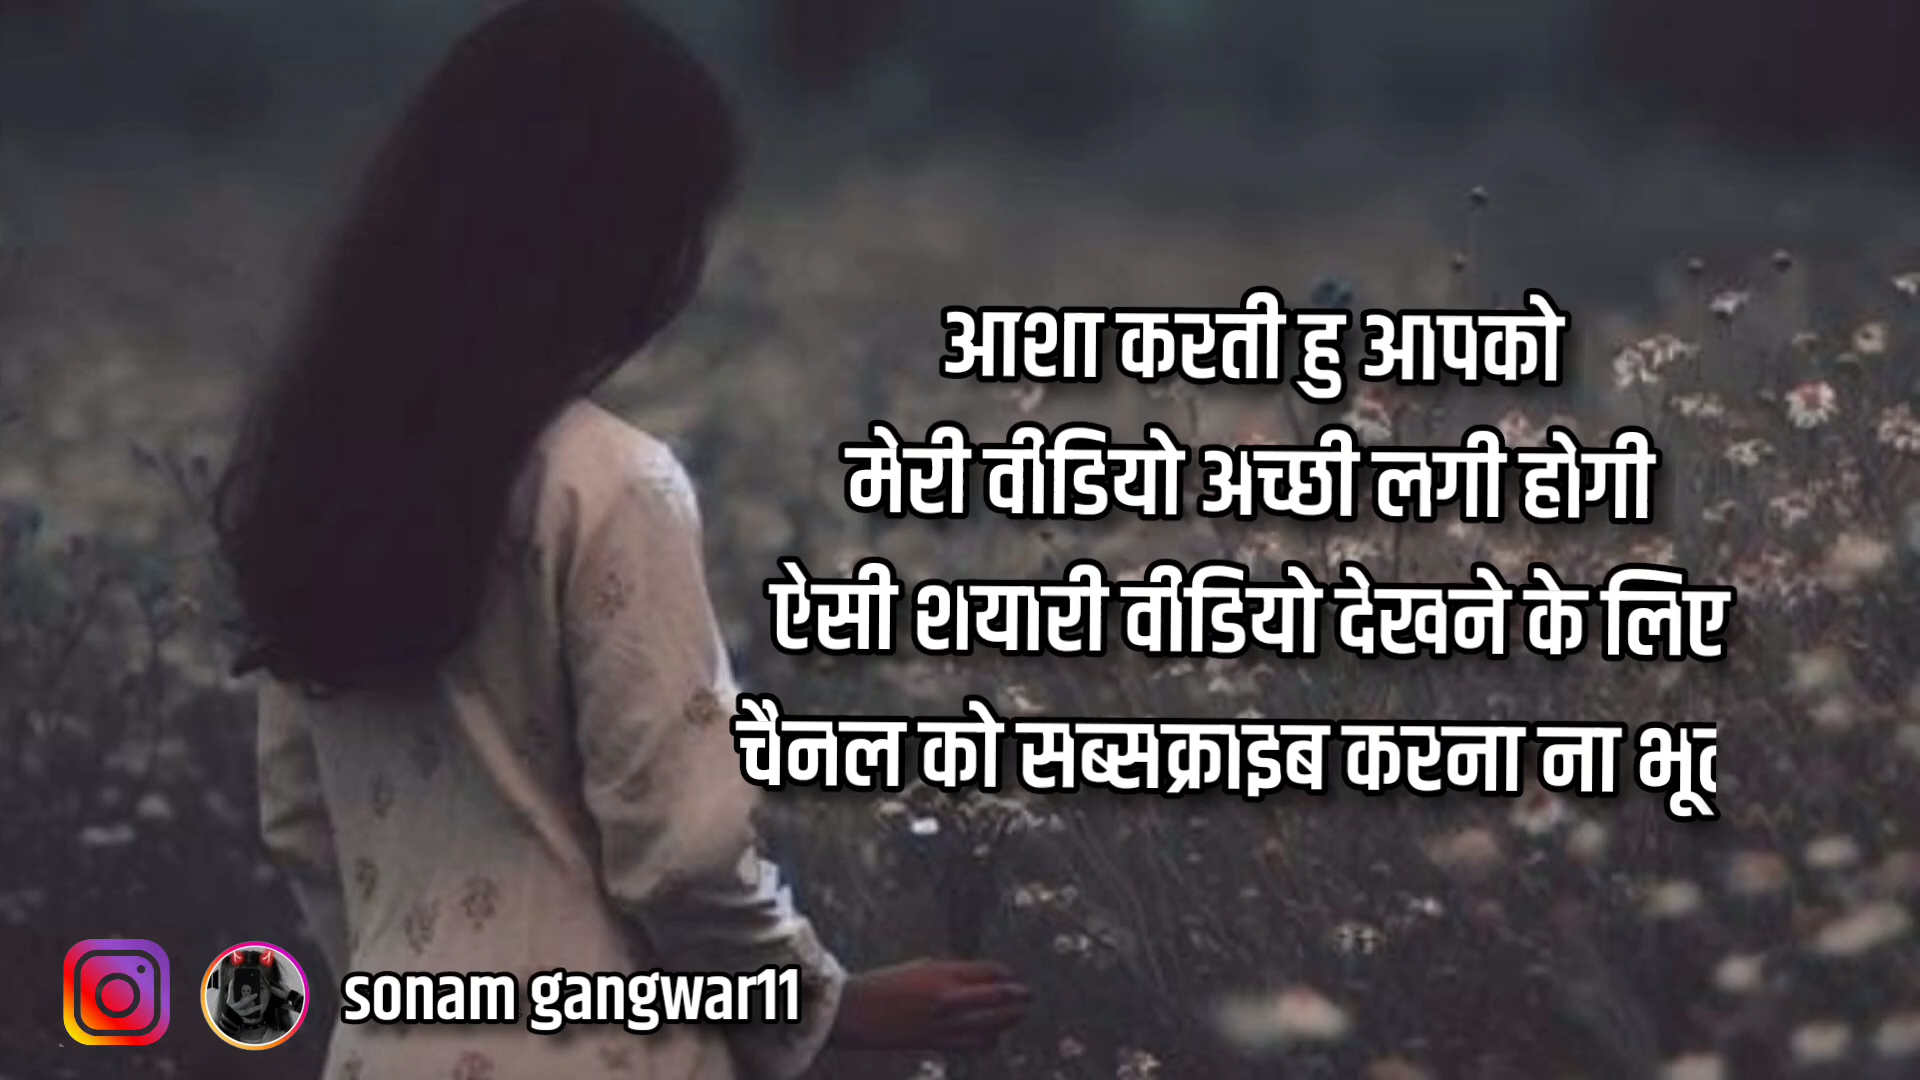 आशा करती हु आपको
मेरी वीडियो अच्छी लगी होगी
ऐसी शयारी वीडियो देखने के लिए
चैनल को सब्सक्राइब करना ना
sonam gangwar11